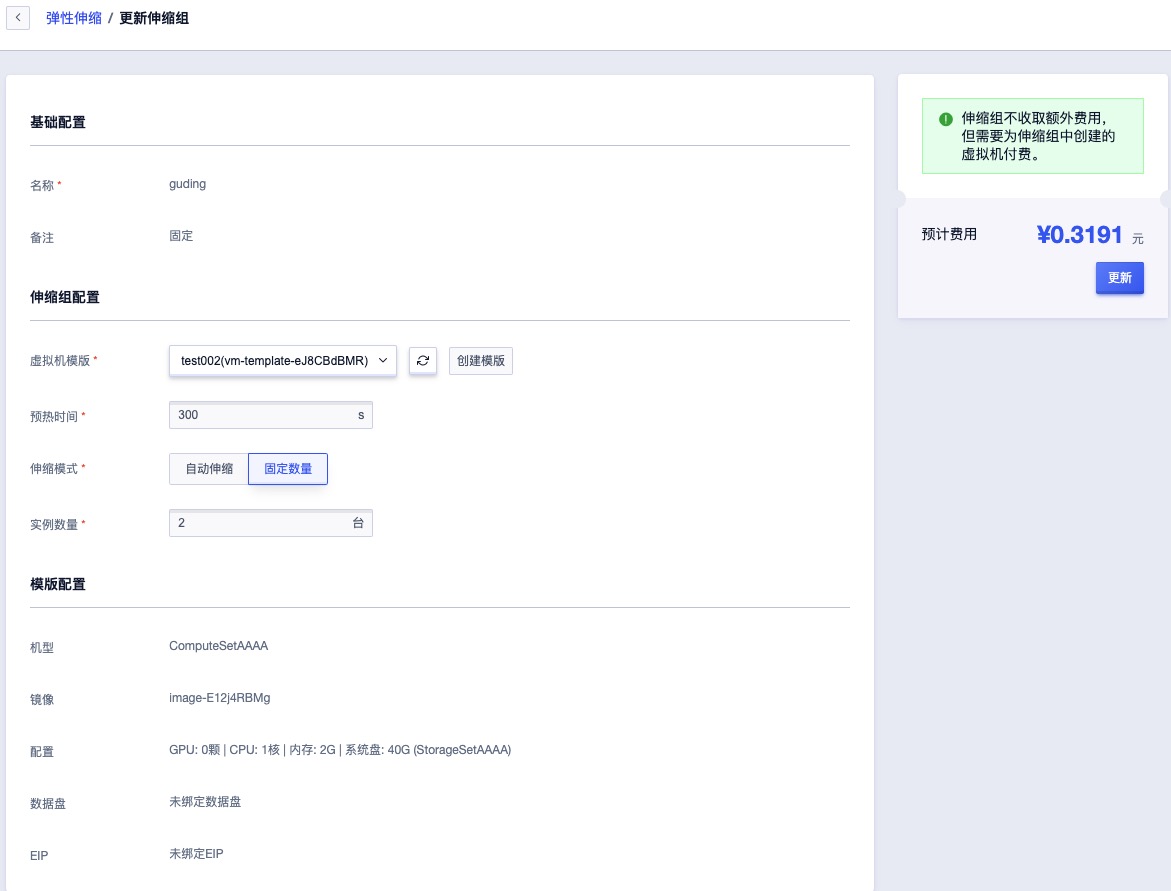 弹性伸缩 / 更新伸缩组
基础配置
名称 *
guding
备注
固定
伸缩组配置
虚拟机模版 *
test002(vm-template-eJ8CBdBMR)
创建模版
预热时间 *
300 s
伸缩模式 *
自动伸缩 固定数量
实例数量 *
2 台
模版配置
机型
ComputeSetAAAA
镜像
image-E12j4RBMg
配置
GPU: 0颗 | CPU: 1核 | 内存: 2G | 系统盘: 40G (StorageSetAAAA)
数据盘
未绑定数据盘
EIP
未绑定EIP
伸缩组不收取额外费用，
但需要为伸缩组中创建的
虚拟机付费。
预计费用 ¥0.3191 元
更新